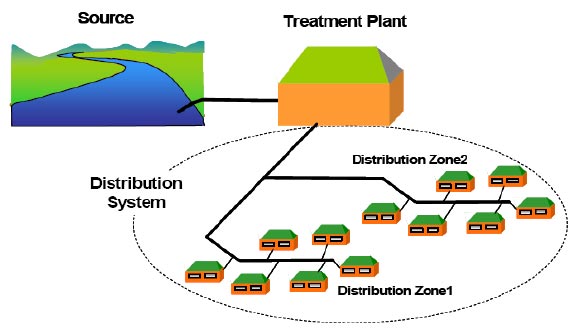 Source
Treatment Plant
Distribution Zone2
Distribution
System
Distribution Zone1